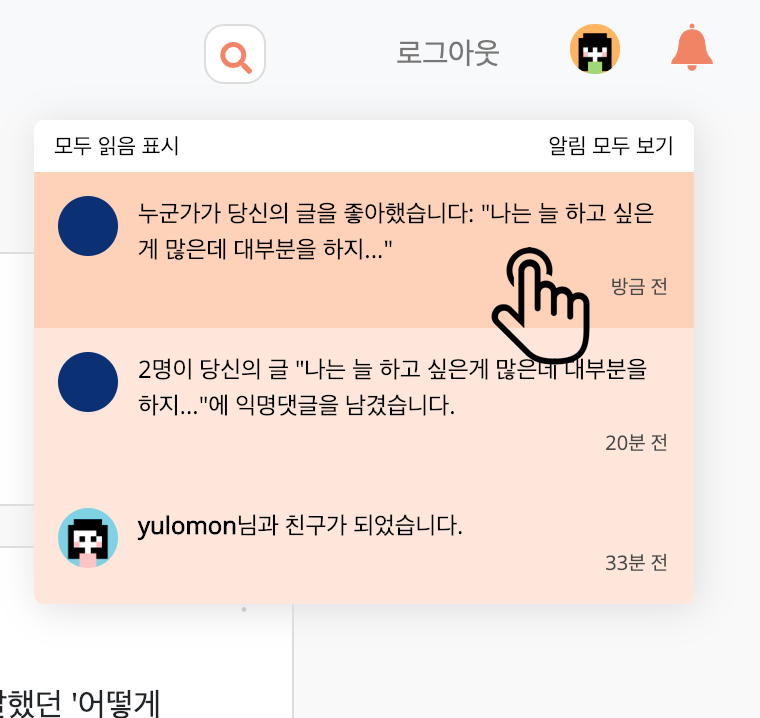 로그아웃
모두 읽음 표시
알림 모두 보기
누군가가 당신의 글을 좋아했습니다: "나는 늘 하고 싶은
게 많은데 대부분을 하지..."
방금 전
2명이 당신의 글 "나는 늘 하고 싶은게 많은데 대부분을
하지..."에 익명댓글을 남겼습니다.
20분 전
yulomon님과 친구가 되었습니다.
33분 전
했던 '어떻게